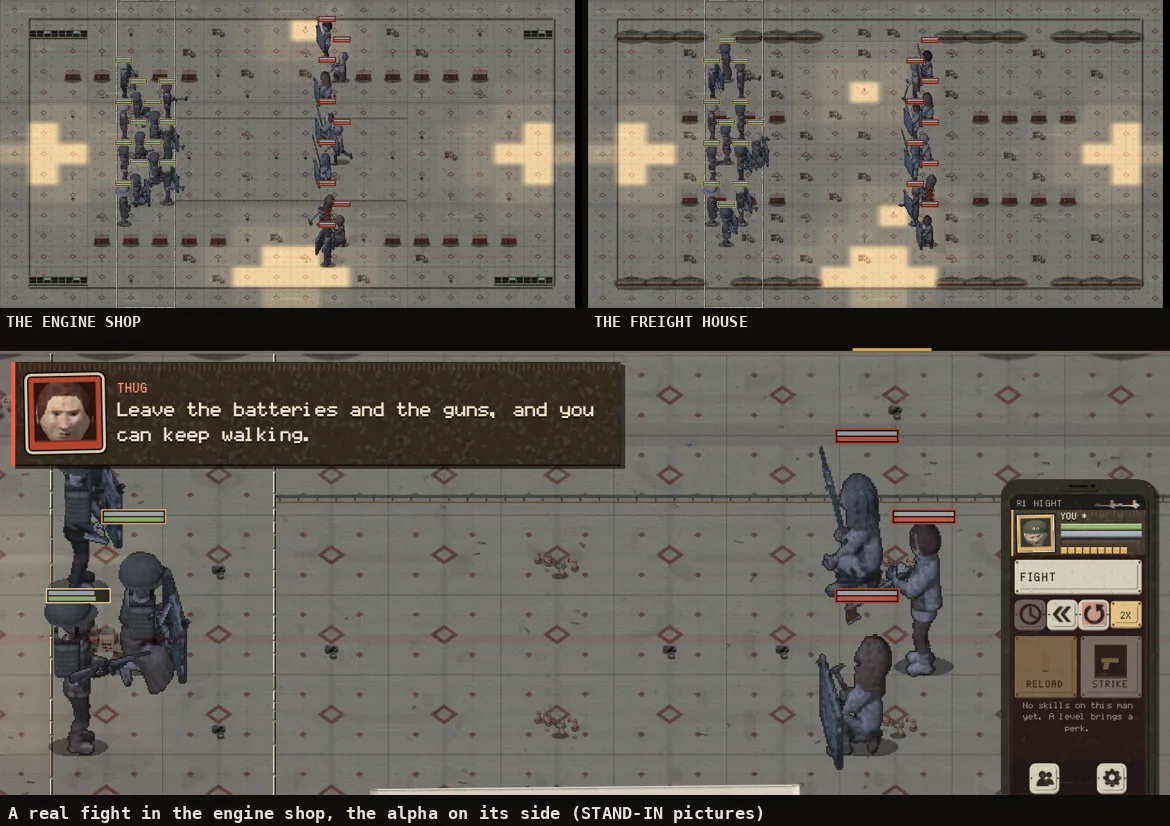 THE ENGINE SHOP
THE FREIGHT HOUSE
THUG
Leave the batteries and the guns, and you
can keep walking.
R1 NIGHT
YOU *
FIGHT
2X
RELOAD
STRIKE
No skills on this man
yet. A level brings a
perk.
A real fight in the engine shop, the alpha on its side (STAND-IN pictures)